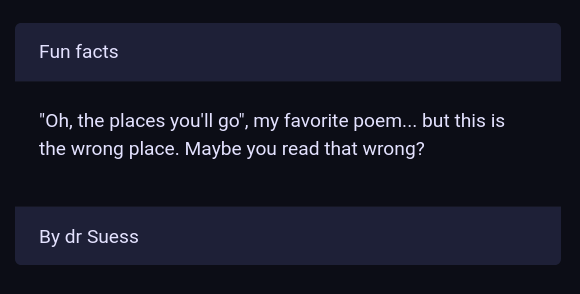 Fun facts
"Oh, the places you'll go", my favorite poem... but this is
the wrong place. Maybe you read that wrong?
By dr Suess